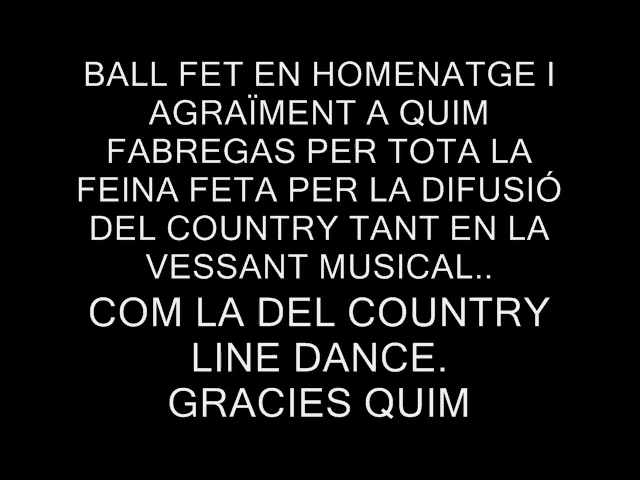 BALL FET EN HOMENATGE I
AGRAÏMENT A QUIM
FABREGAS PER TOTA LA
FEINA FETA PER LA DIFUSIÓ
DEL COUNTRY TANT EN LA
VESSANT MUSICAL..
COM LA DEL COUNTRY
LINE DANCE.
GRACIES QUIM